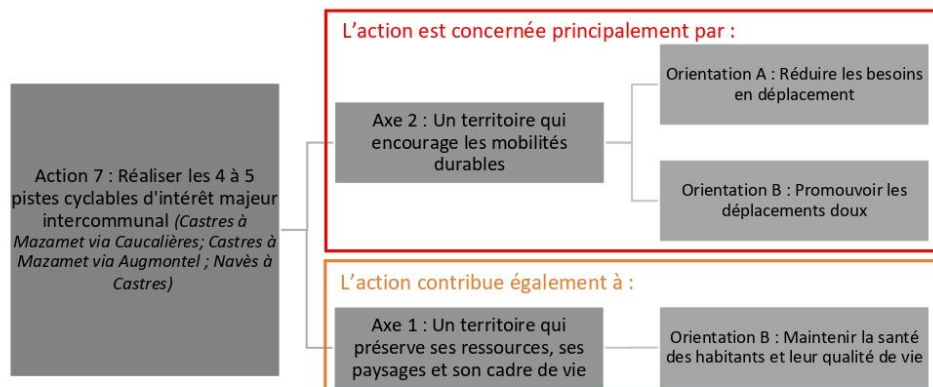 L’action est concernée principalement par :
Orientation A : Réduire les besoins
en déplacement
Axe 2 : Un territoire qui
encourage les mobilités
durables
Orientation B : Promouvoir les
déplacements doux
Action 7 : Réaliser les 4 à 5
pistes cyclables d'intérêt majeur
intercommunal (Castres à
Mazamet via Caucalières; Castres à
Mazamet via Augmontel ; Navès à
Castres)
L’action contribue également à :
Axe 1 : Un territoire qui
préserve ses ressources, ses
paysages et son cadre de vie
Orientation B : Maintenir la santé
des habitants et leur qualité de vie